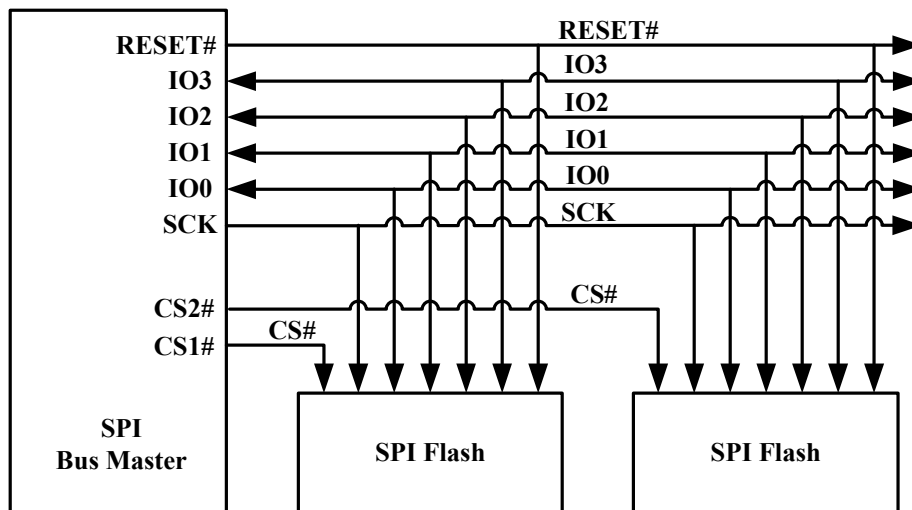 RESET#
RESET#
IO3
IO3
IO2
IO2
IO1
IO1
IO0
IO0
SCK
SCK
CS2#
CS#
CS1#
CS#
SPI
Bus Master
SPI Flash
SPI Flash